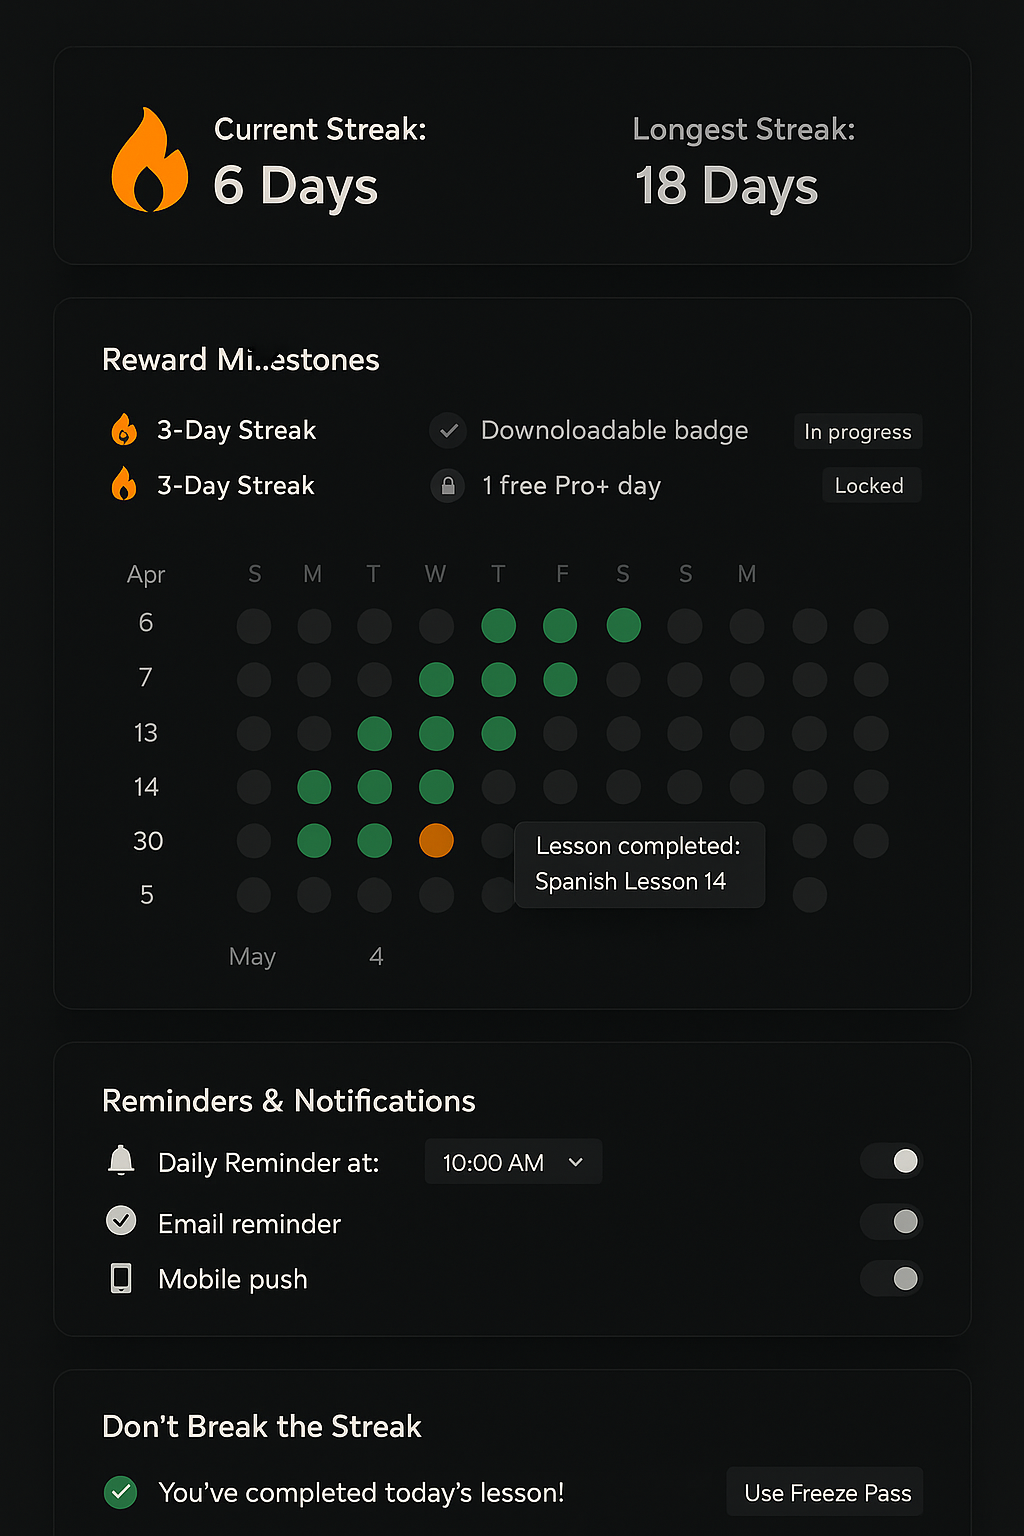 Current Streak:
6 Days
Longest Streak:
18 Days
Reward Mi..estones
3-Day Streak
Downoloadable badge
In progress
3-Day Streak
1 free Pro+ day
Locked
Apr S M T W T F S S M
6
7
13
14
30
5
Lesson completed:
Spanish Lesson 14
May 4
Reminders & Notifications
Daily Reminder at: 10:00 AM
Email reminder
Mobile push
Don't Break the Streak
You've completed today's lesson!
Use Freeze Pass